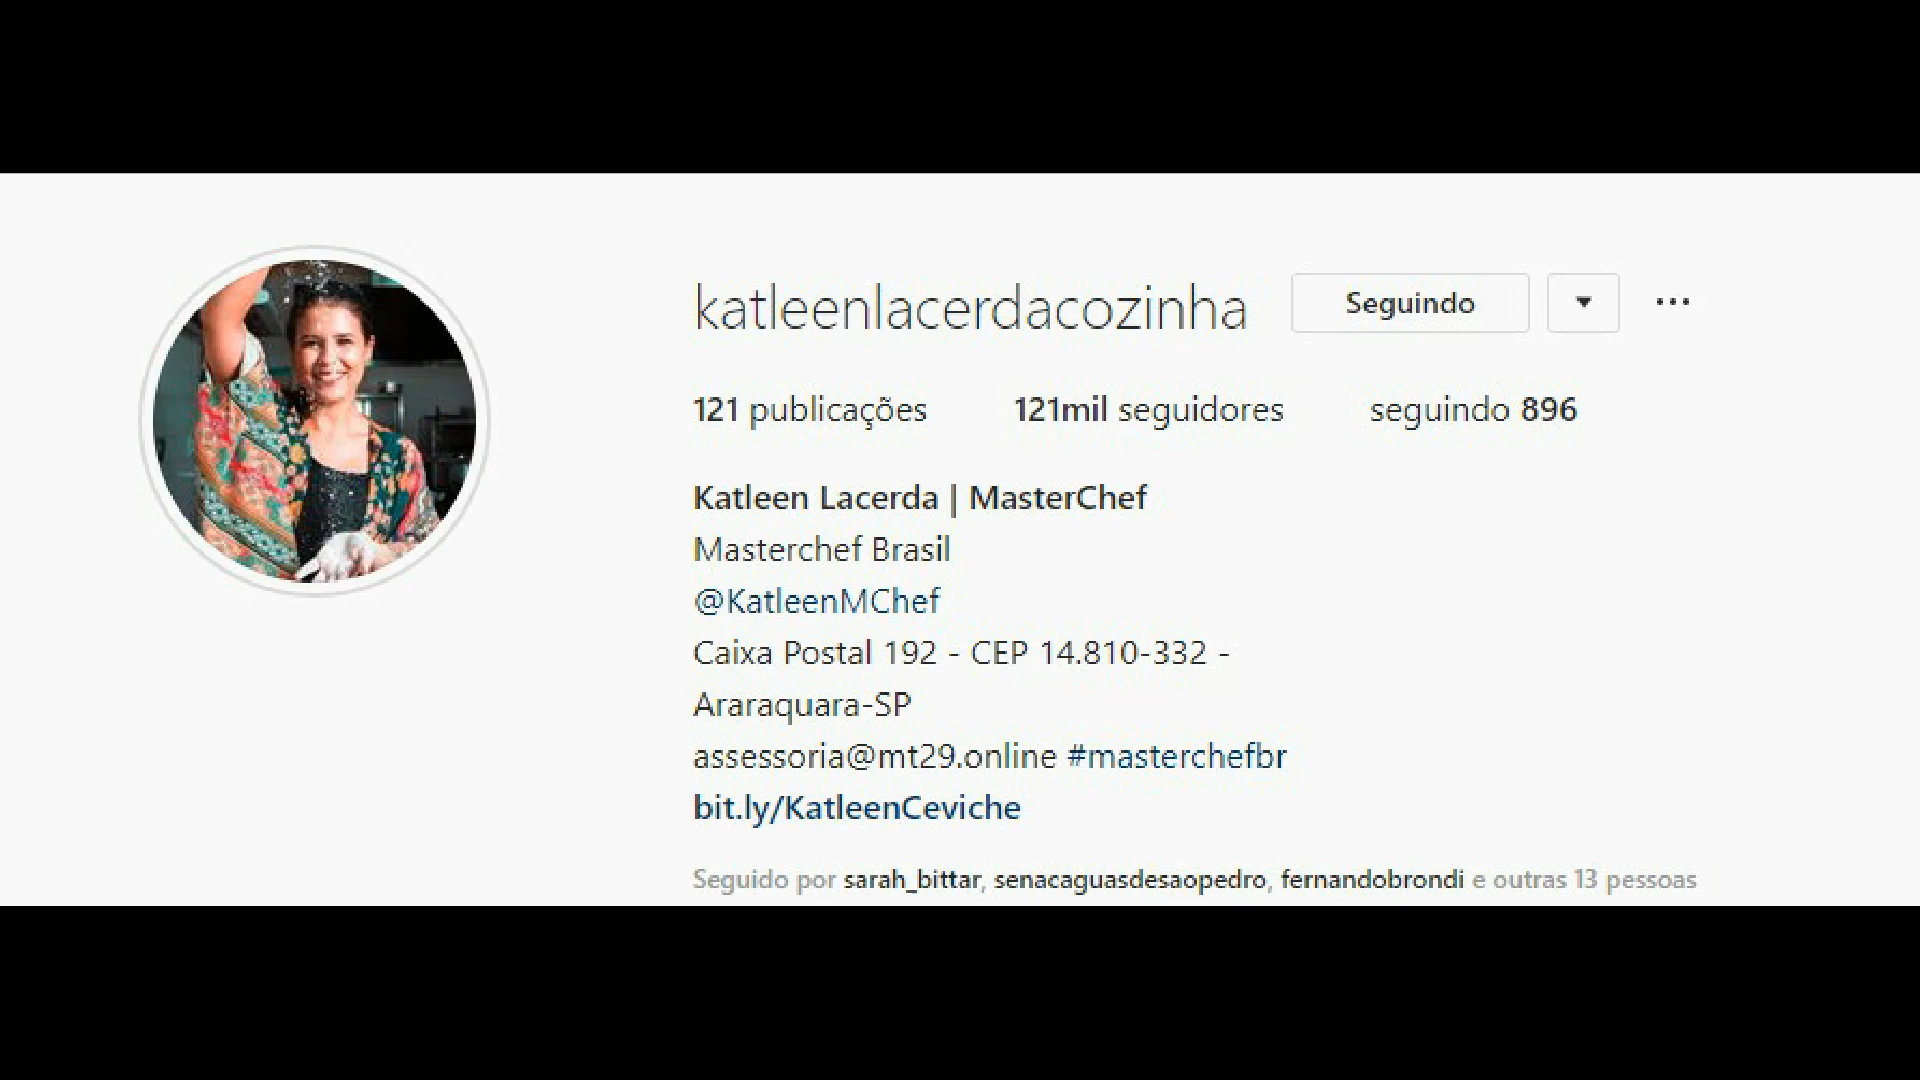 katleenlacerdacozinha Seguindo
121 publicações 121mil seguidores seguindo 896
Katleen Lacerda | MasterChef
Masterchef Brasil
@KatleenMChef
Caixa Postal 192 - CEP 14.810-332 -
Araraquara-SP
assessoria@mt29.online #masterchefbr
bit.ly/KatleenCeviche
Seguido por sarah_bittar, senacaguasdesaopedro, fernandobrondi e outras 13 pessoas